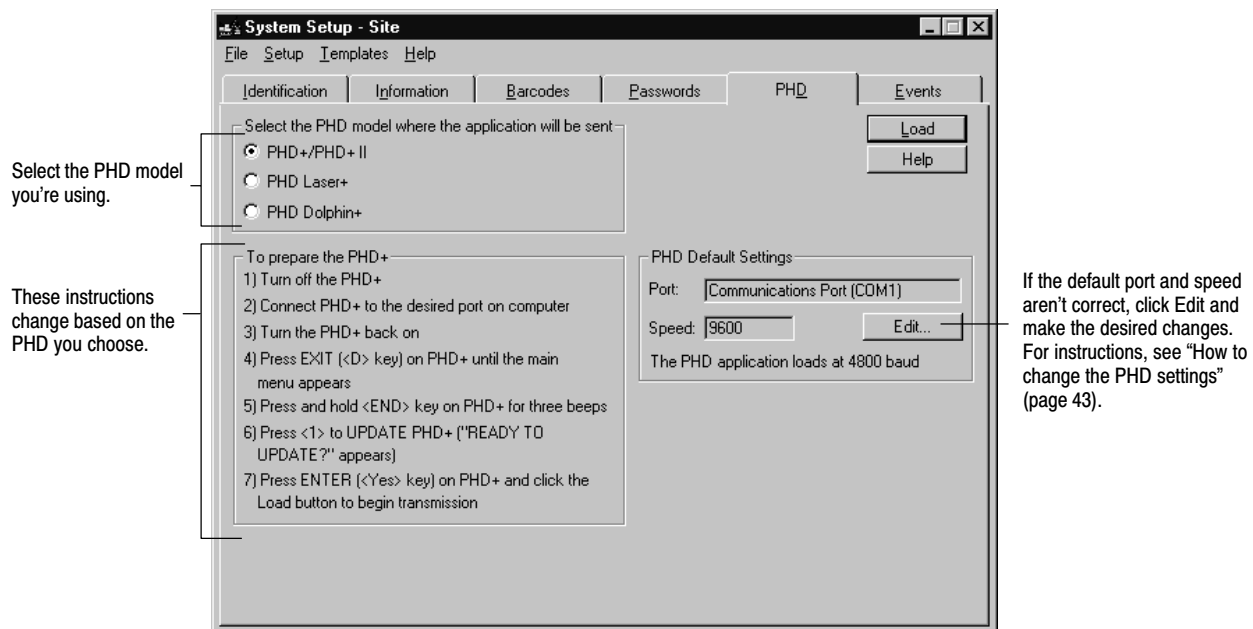 System Setup - Site
File Setup Templates Help
Identification Information Barcodes Passwords PHD Events
Select the PHD model where the application will be sent
PHD+/PHD+ II
PHD Laser+
PHD Dolphin+
Load
Help
Select the PHD model
you're using.
To prepare the PHD+
1) Turn off the PHD+
2) Connect PHD+ to the desired port on computer
3) Turn the PHD+ back on
4) Press EXIT (<D> key) on PHD+ until the main
menu appears
5) Press and hold <END> key on PHD+ for three beeps
6) Press <1> to UPDATE PHD+ ("READY TO
UPDATE?" appears)
7) Press ENTER (<Yes> key) on PHD+ and click the
Load button to begin transmission
These instructions
change based on the
PHD you choose.
PHD Default Settings
Port: Communications Port (COM1)
Speed: 9600 Edit...
The PHD application loads at 4800 baud
If the default port and speed
aren't correct, click Edit and
make the desired changes.
For instructions, see “How to
change the PHD settings”
(page 43).